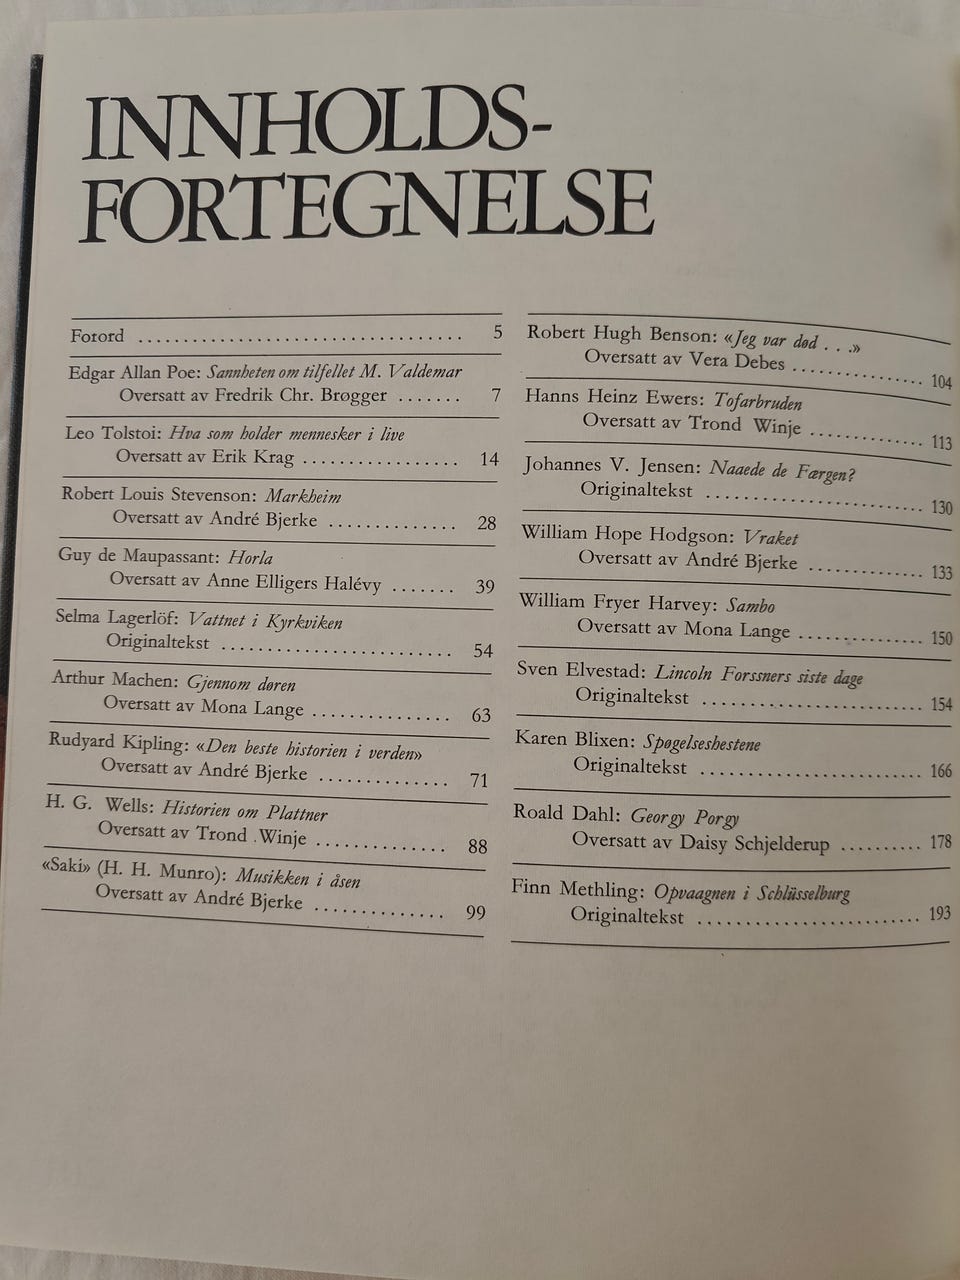 INNHOLDS-
FORTEGNELSE
Forord .................................. 5
Edgar Allan Poe: Sannheten om tilfellet M. Valdemar
Oversatt av Fredrik Chr. Brøgger ....... 7
Leo Tolstoi: Hva som holder mennesker i live
Oversatt av Erik Krag ................. 14
Robert Louis Stevenson: Markheim
Oversatt av André Bjerke .............. 28
Guy de Maupassant: Horla
Oversatt av Anne Elligers Halévy ....... 39
Selma Lagerlöf: Vattnet i Kyrkviken
Originaltekst ......................... 54
Arthur Machen: Gjennom døren
Oversatt av Mona Lange ............... 63
Rudyard Kipling: «Den beste historien i verden»
Oversatt av André Bjerke .............. 71
H. G. Wells: Historien om Plattner
Oversatt av Trond Winje .............. 88
«Saki» (H. H. Munro): Musikken i åsen
Oversatt av André Bjerke .............. 99
Robert Hugh Benson: «Jeg var død . . .»
Oversatt av Vera Debes .............. 104
Hanns Heinz Ewers: Tofarbruden
Oversatt av Trond Winje ............. 113
Johannes V. Jensen: Naaede de Færgen?
Originaltekst ........................ 130
William Hope Hodgson: Vraket
Oversatt av André Bjerke ............. 133
William Fryer Harvey: Sambo
Oversatt av Mona Lange .............. 150
Sven Elvestad: Lincoln Forssners siste dage
Originaltekst ........................ 154
Karen Blixen: Spøgelseshestene
Originaltekst ........................ 166
Roald Dahl: Georgy Porgy
Oversatt av Daisy Schjelderup .......... 178
Finn Methling: Opvaagnen i Schlüsselburg
Originaltekst ........................ 193